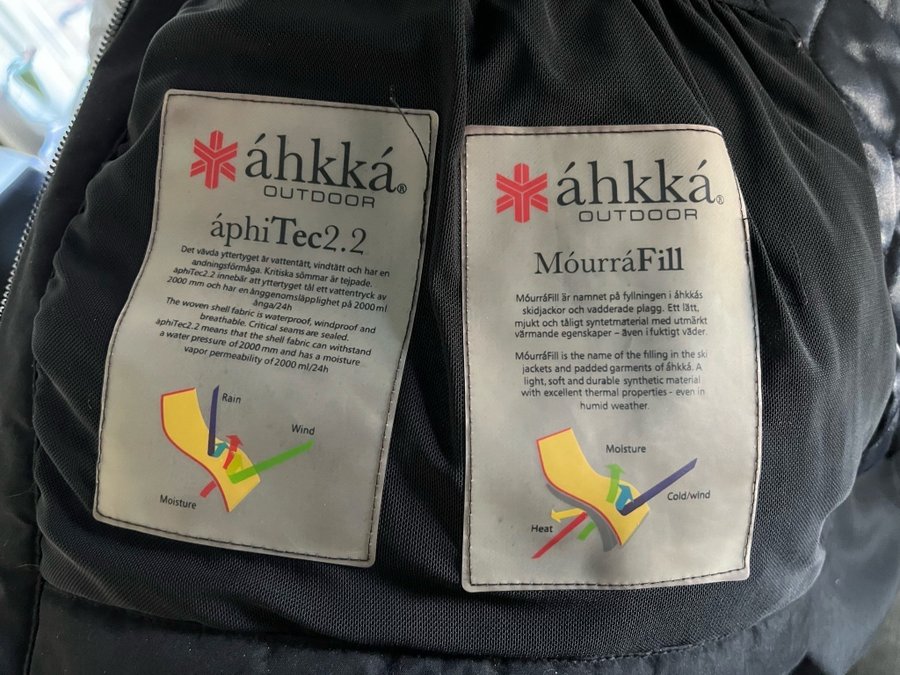 áhkká®
OUTDOOR
áphiTec2.2
Det vävda yttertyget är vattentätt, vindtätt och har en
andningsförmåga. Kritiska sömmar är tejpade.
áphiTec2.2 innebär att yttertyget tål ett vattentryck av
2000 mm och har en ånggenomsläpplighet på 2000 ml
ånga/24h
The woven shell fabric is waterproof, windproof and
breathable. Critical seams are sealed.
áphiTec2.2 means that the shell fabric can withstand
a water pressure of 2000 mm and has a moisture
vapor permeability of 2000 ml/24h
Rain
Wind
Moisture
áhkká®
OUTDOOR
MóurráFill
MóurráFill är namnet på fyllningen i áhkkás
skidjackor och vadderade plagg. Ett lätt,
mjukt och tåligt syntetmaterial med utmärkt
värmande egenskaper – även i fuktigt väder.
MóurráFill is the name of the filling in the ski
jackets and padded garments of áhkká. A
light, soft and durable synthetic material
with excellent thermal properties - even in
humid weather.
Moisture
Cold/wind
Heat